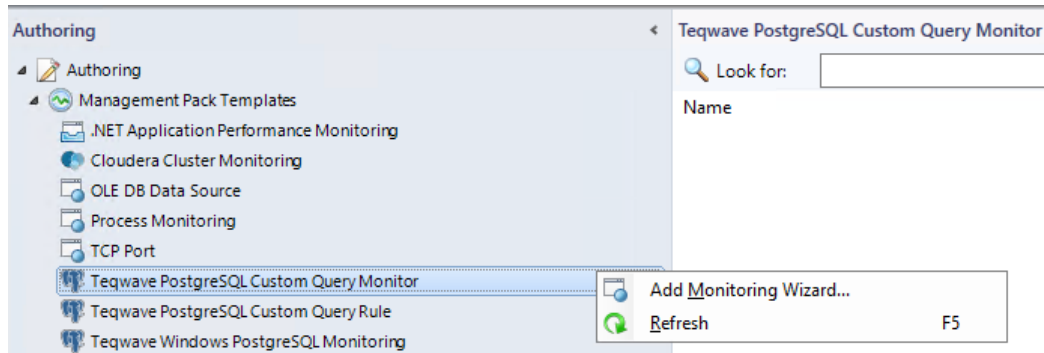 Authoring
Teqwave PostgreSQL Custom Query Monitor
Authoring
Look for:
Management Pack Templates
Name
.NET Application Performance Monitoring
Cloudera Cluster Monitoring
OLE DB Data Source
Process Monitoring
TCP Port
Teqwave PostgreSQL Custom Query Monitor
Add Monitoring Wizard...
Teqwave PostgreSQL Custom Query Rule
Refresh F5
Teqwave Windows PostgreSQL Monitoring